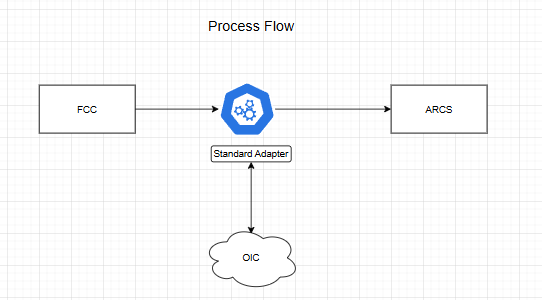 Process Flow
FCC
ARCS
Standard Adapter
OIC